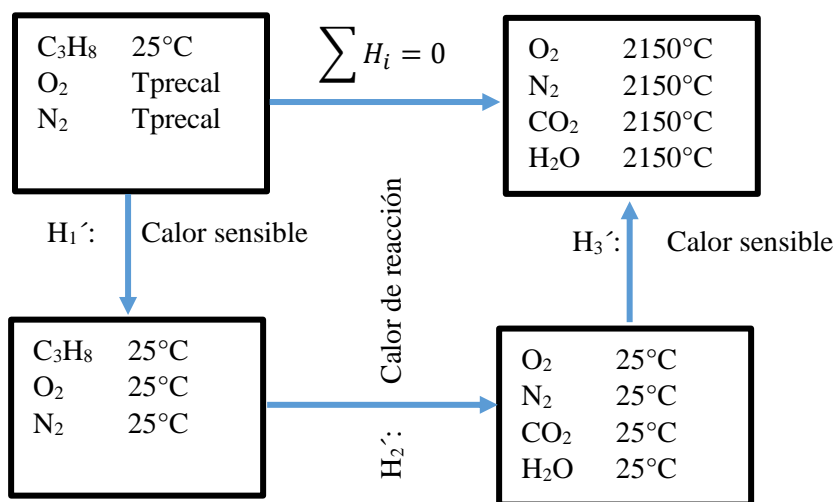 C₃H₈ 25°C
O₂ Tprecal
N₂ Tprecal
∑ Hᵢ = 0
O₂ 2150°C
N₂ 2150°C
CO₂ 2150°C
H₂O 2150°C
H₁´: Calor sensible
H₂´: Calor de reacción
H₃´: Calor sensible
C₃H₈ 25°C
O₂ 25°C
N₂ 25°C
O₂ 25°C
N₂ 25°C
CO₂ 25°C
H₂O 25°C